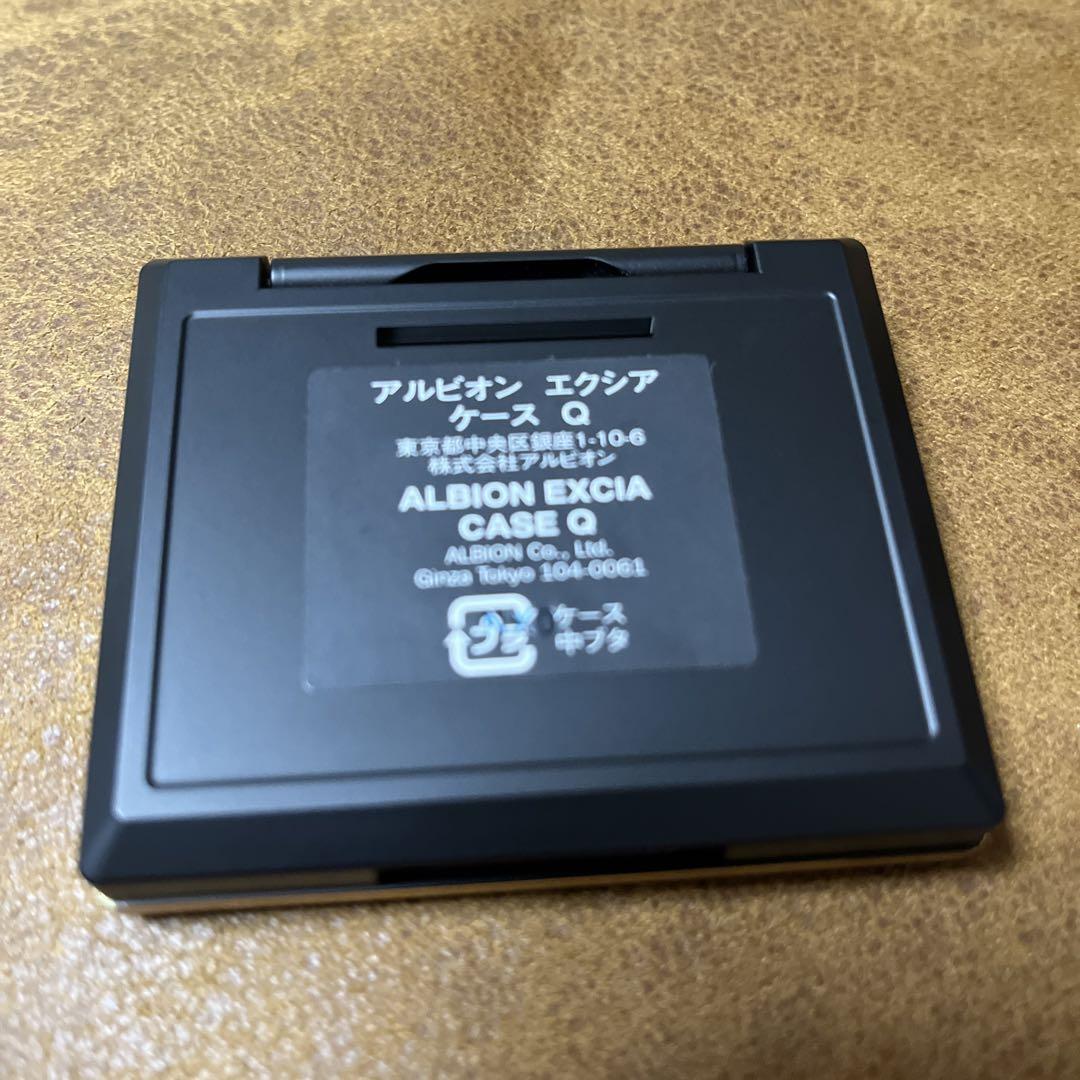 アルビオン エクシア
ケース Q
東京都中央区銀座1-10-6
株式会社アルビオン
ALBION EXCIA
CASE Q
ALBION Co., Ltd.
Ginza Tokyo 104-0061
プラ ケース
中ブタ